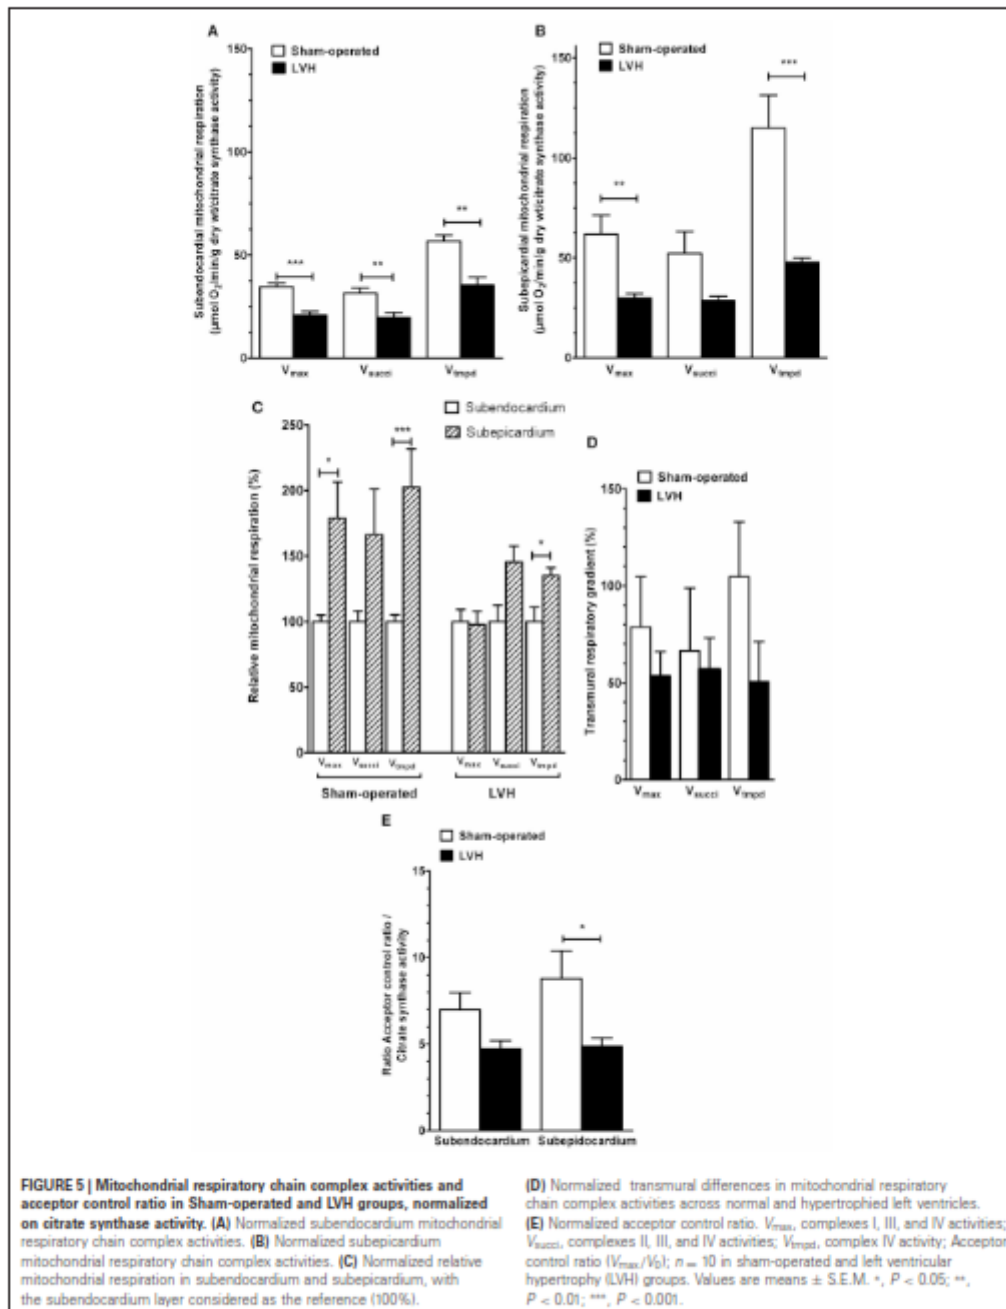 A
Sham-operated
LVH
Subendocardial mitochondrial respiration
(µmol O2/min/g dry wt/citrate synthase activity)
150
100
50
0
***
**
**
Vmax
Vsucci
Vtmpd
B
Sham-operated
LVH
Subepicardial mitochondrial respiration
(µmol O2/min/g dry wt/citrate synthase activity)
150
100
50
0
**
***
Vmax
Vsucci
Vtmpd
C
Subendocardium
Subepicardium
Relative mitochondrial respiration (%)
250
200
150
100
50
0
*
***
*
Vmax
Vsucci
Vtmpd
Vmax
Vsucci
Vtmpd
Sham-operated
LVH
D
Sham-operated
LVH
Transmural respiratory gradient (%)
150
100
50
0
Vmax
Vsucci
Vtmpd
E
Sham-operated
LVH
Ratio Acceptor control ratio /
Citrate synthase activity
15
10
5
0
*
Subendocardium
Subepidocardium
FIGURE 5 | Mitochondrial respiratory chain complex activities and
acceptor control ratio in Sham-operated and LVH groups, normalized
on citrate synthase activity. (A) Normalized subendocardium mitochondrial
respiratory chain complex activities. (B) Normalized subepicardium
mitochondrial respiratory chain complex activities. (C) Normalized relative
mitochondrial respiration in subendocardium and subepicardium, with
the subendocardium layer considered as the reference (100%).
(D) Normalized transmural differences in mitochondrial respiratory
chain complex activities across normal and hypertrophied left ventricles.
(E) Normalized acceptor control ratio. Vmax, complexes I, III, and IV activities;
Vsucci, complexes II, III, and IV activities; Vtmpd, complex IV activity; Acceptor
control ratio (Vmax/V0); n = 10 in sham-operated and left ventricular
hypertrophy (LVH) groups. Values are means ± S.E.M. *, P < 0.05; **,
P < 0.01; ***, P < 0.001.